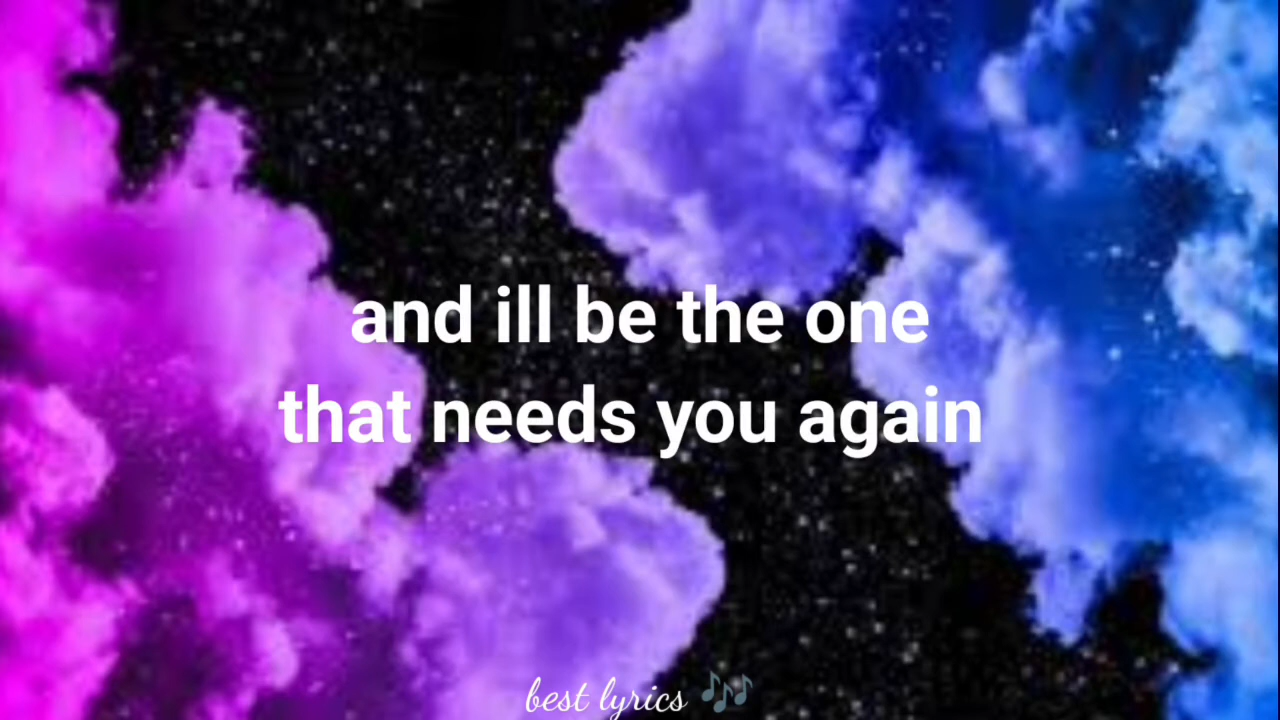 and ill be the one
that needs you again
best lyrics 🎶